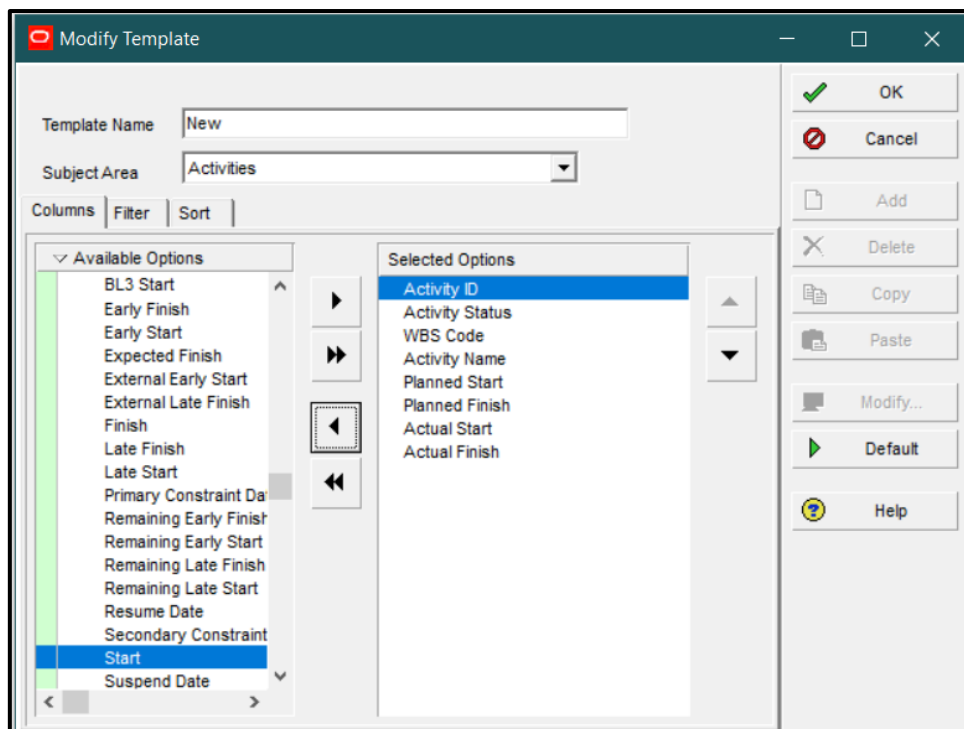 Modify Template
Template Name New
Subject Area Activities
Columns Filter Sort
Available Options
BL3 Start
Early Finish
Early Start
Expected Finish
External Early Start
External Late Finish
Finish
Late Finish
Late Start
Primary Constraint Da
Remaining Early Finish
Remaining Early Start
Remaining Late Finish
Remaining Late Start
Resume Date
Secondary Constraint
Start
Suspend Date
Selected Options
Activity ID
Activity Status
WBS Code
Activity Name
Planned Start
Planned Finish
Actual Start
Actual Finish
OK
Cancel
Add
Delete
Copy
Paste
Modify...
Default
Help